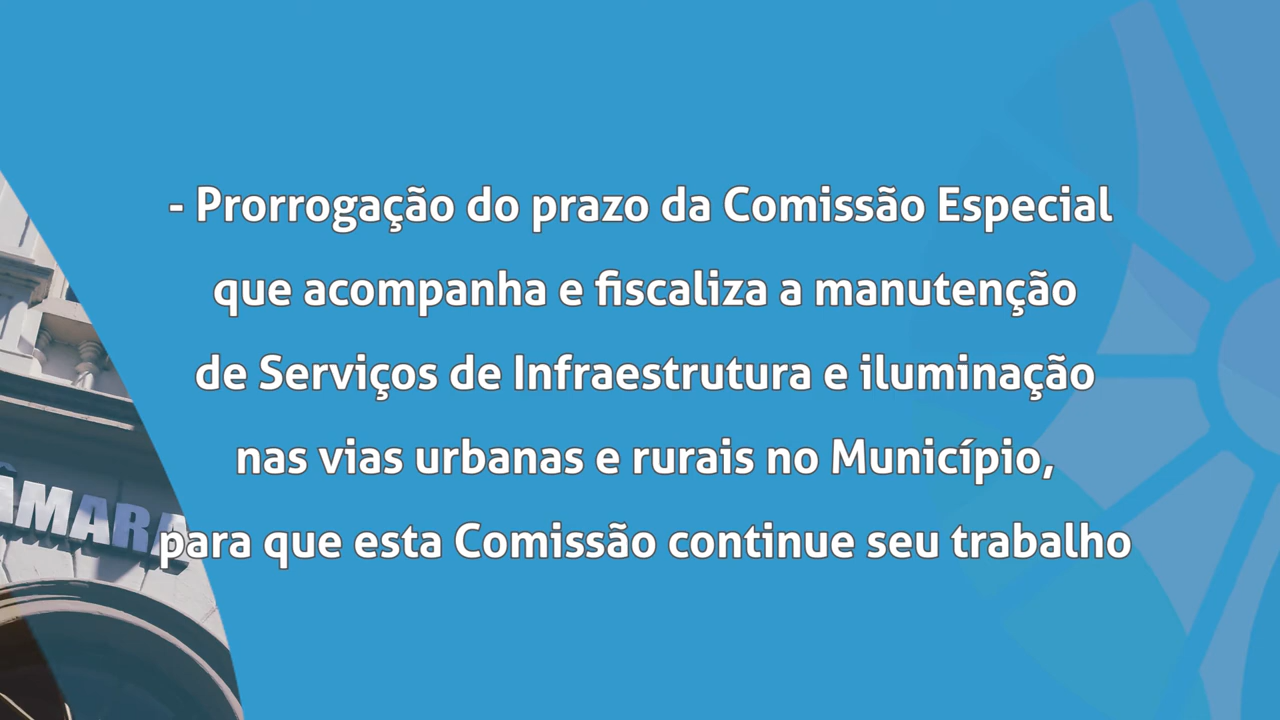 - Prorrogação do prazo da Comissão Especial
que acompanha e fiscaliza a manutenção
de Serviços de Infraestrutura e iluminação
nas vias urbanas e rurais no Município,
para que esta Comissão continue seu trabalho